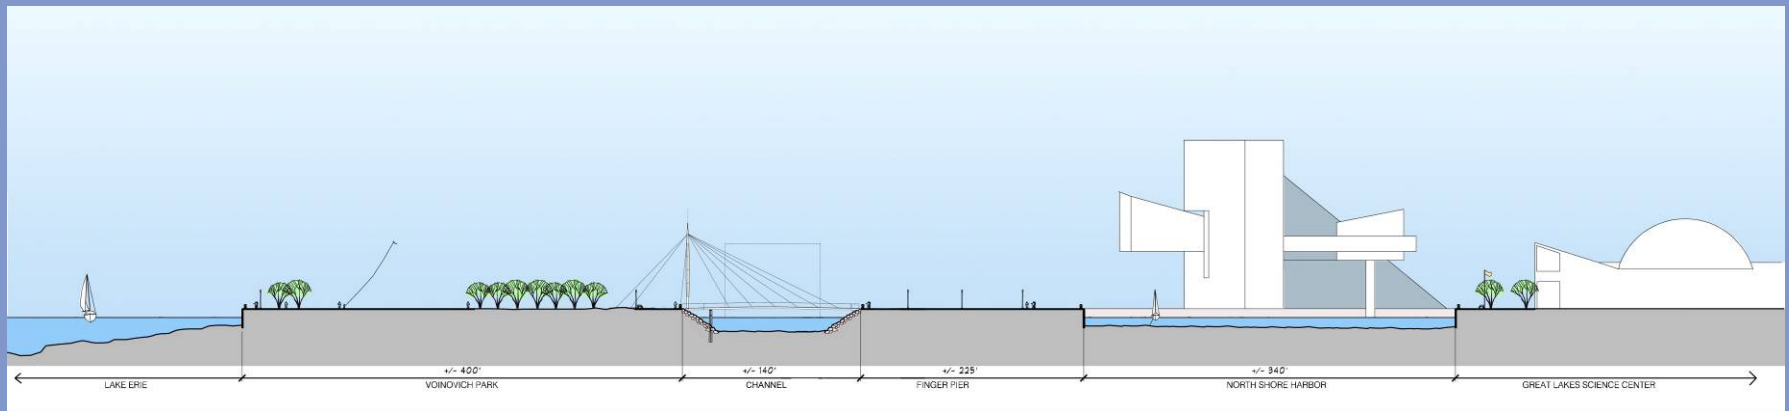 +/- 400'
+/- 140'
+/- 225'
+/- 340'
LAKE ERIE
VOINOVICH PARK
CHANNEL
FINGER PIER
NORTH SHORE HARBOR
GREAT LAKES SCIENCE CENTER